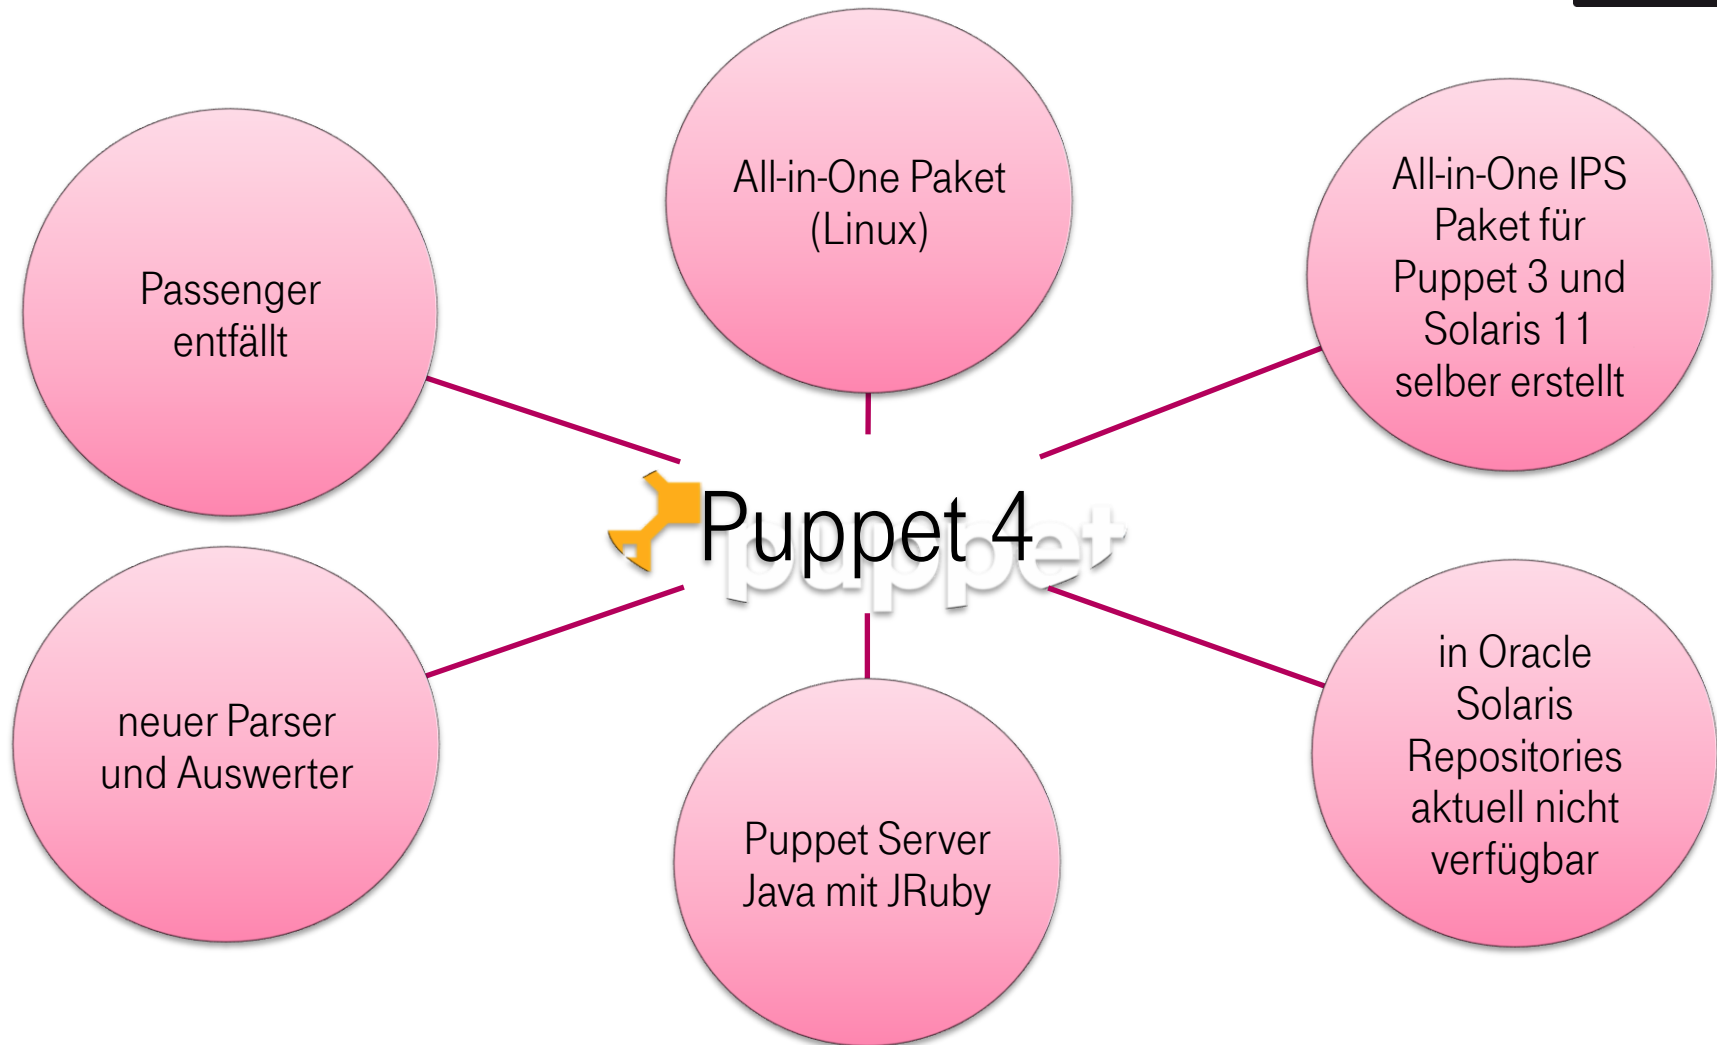 All-in-One Paket
(Linux)
All-in-One IPS
Paket für
Puppet 3 und
Solaris 11
selber erstellt
Passenger
entfällt
Puppet 4
puppet
neuer Parser
und Auswerter
Puppet Server
Java mit JRuby
in Oracle
Solaris
Repositories
aktuell nicht
verfügbar